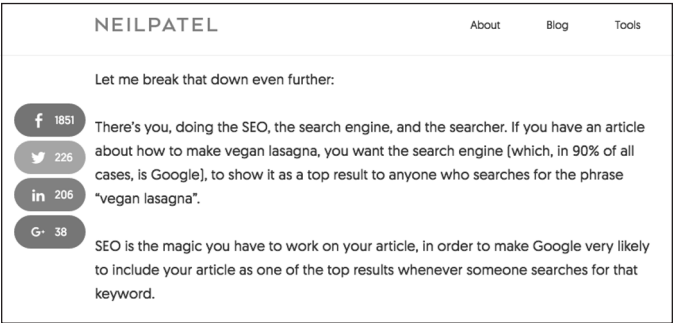 NEILPATEL
About Blog Tools
Let me break that down even further:
f 1851
226
in 206
G+ 38
There's you, doing the SEO, the search engine, and the searcher. If you have an article
about how to make vegan lasagna, you want the search engine (which, in 90% of all
cases, is Google), to show it as a top result to anyone who searches for the phrase
"vegan lasagna".
SEO is the magic you have to work on your article, in order to make Google very likely
to include your article as one of the top results whenever someone searches for that
keyword.